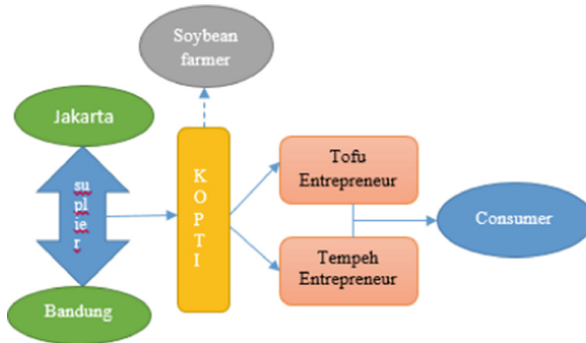 Soybean
farmer
Jakarta
su
pl
ie
r
K
O
P
T
I
Tofu
Entrepreneur
Tempeh
Entrepreneur
Consumer
Bandung